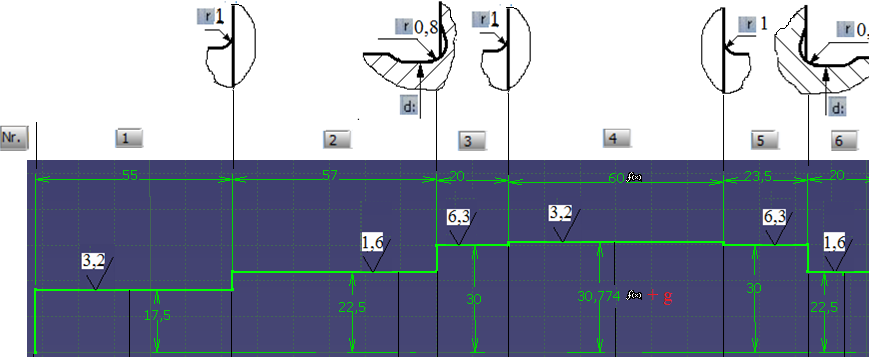 r 1
r 0,8
r 1
r 1
r 0,
d:
d:
Nr. 1 2 3 4 5 6
55 57 20 60 f(x) 23,5 20
6,3 3,2 6,3
3,2 1,6 1,6
17,5 22,5 30 30,774 f(x) + g 30 22,5